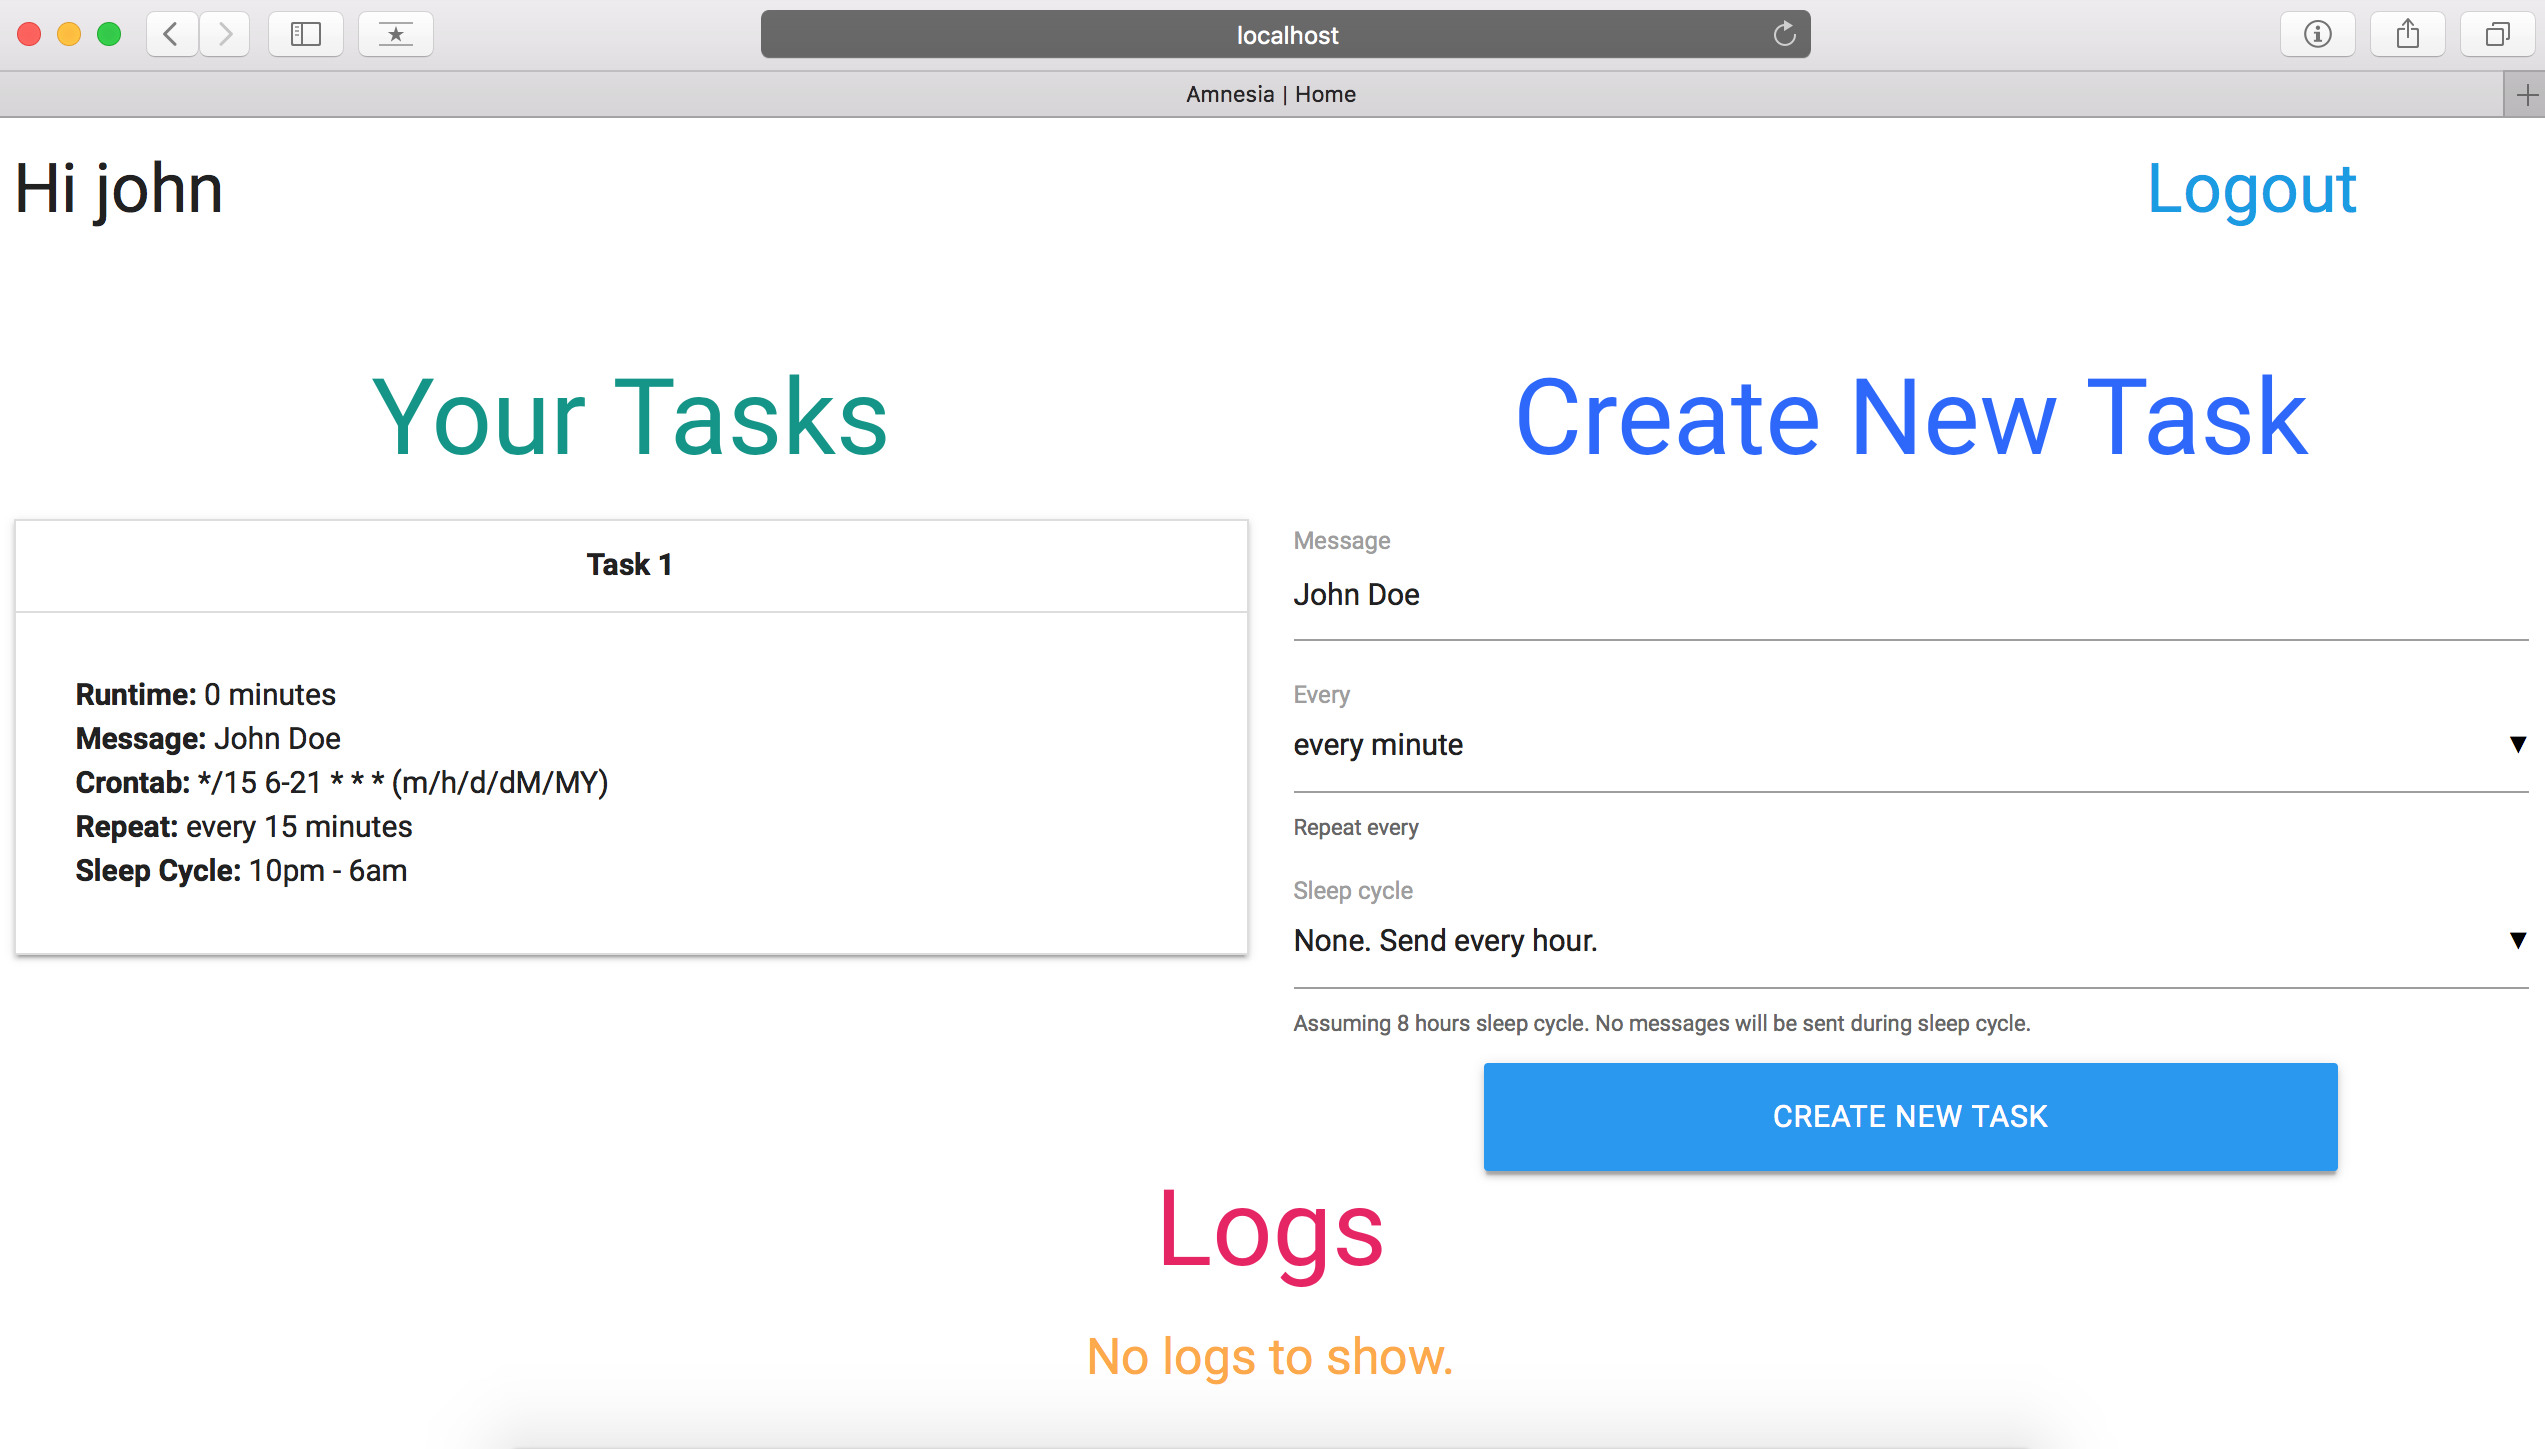 localhost
Amnesia | Home
Hi john
Logout
Your Tasks
Task 1
Runtime: 0 minutes
Message: John Doe
Crontab: */15 6-21 * * * (m/h/d/dM/MY)
Repeat: every 15 minutes
Sleep Cycle: 10pm - 6am
Create New Task
Message
John Doe
Every
every minute
Repeat every
Sleep cycle
None. Send every hour.
Assuming 8 hours sleep cycle. No messages will be sent during sleep cycle.
CREATE NEW TASK
Logs
No logs to show.